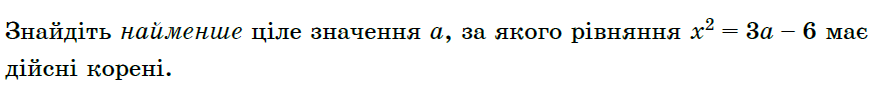 Знайдіть найменше ціле значення a, за якого рівняння x² = 3a – 6 має
дійсні корені.